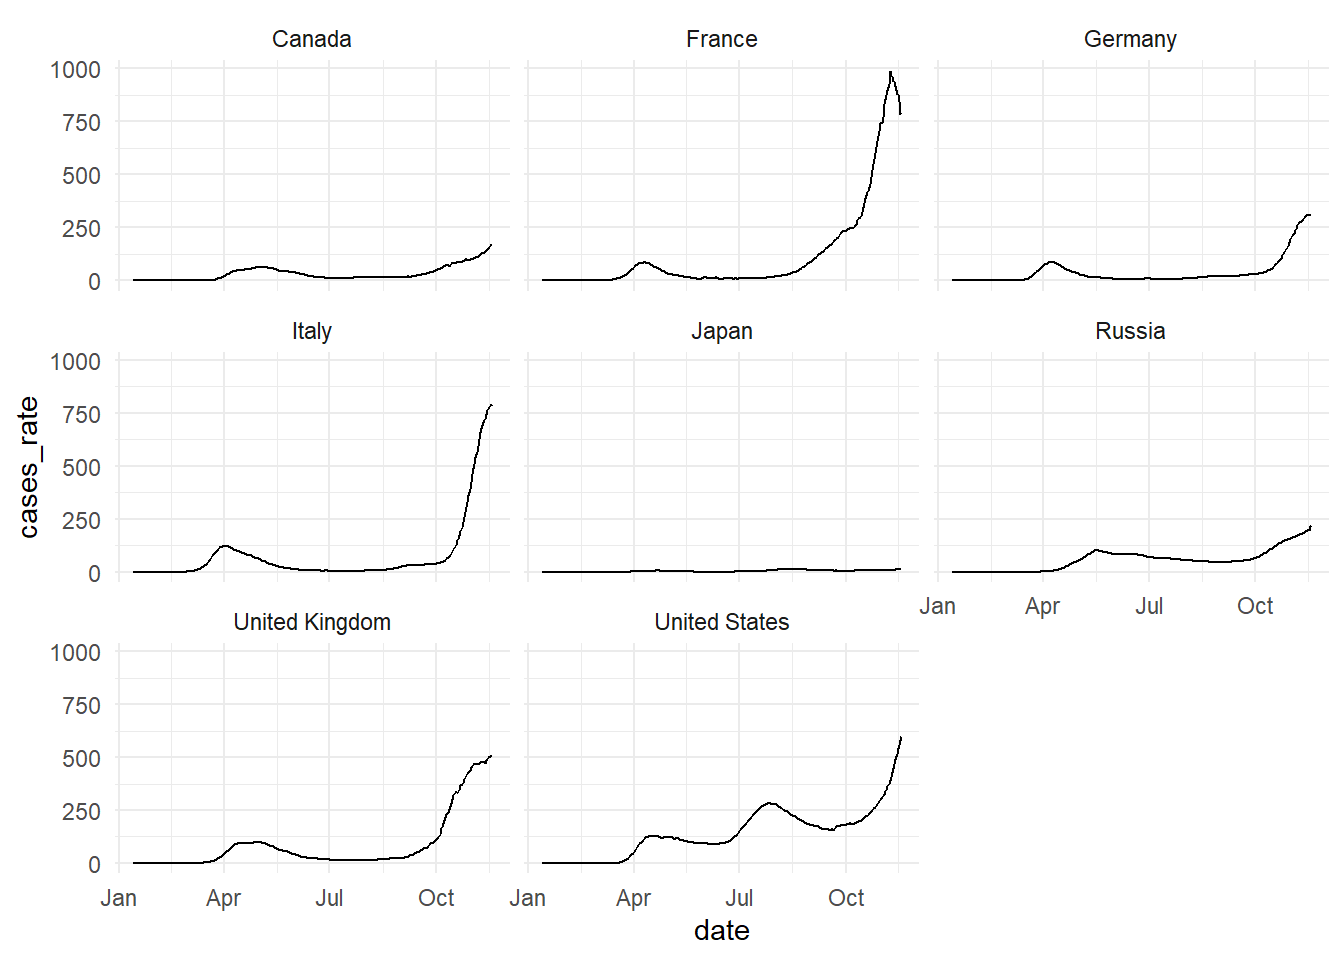 Canada France Germany
1000
750
500
250
0
Italy Japan Russia
1000
750
500
250
0
cases_rate
Jan Apr Jul Oct
United Kingdom United States
1000
750
500
250
0
Jan Apr Jul Oct Jan Apr Jul Oct
date